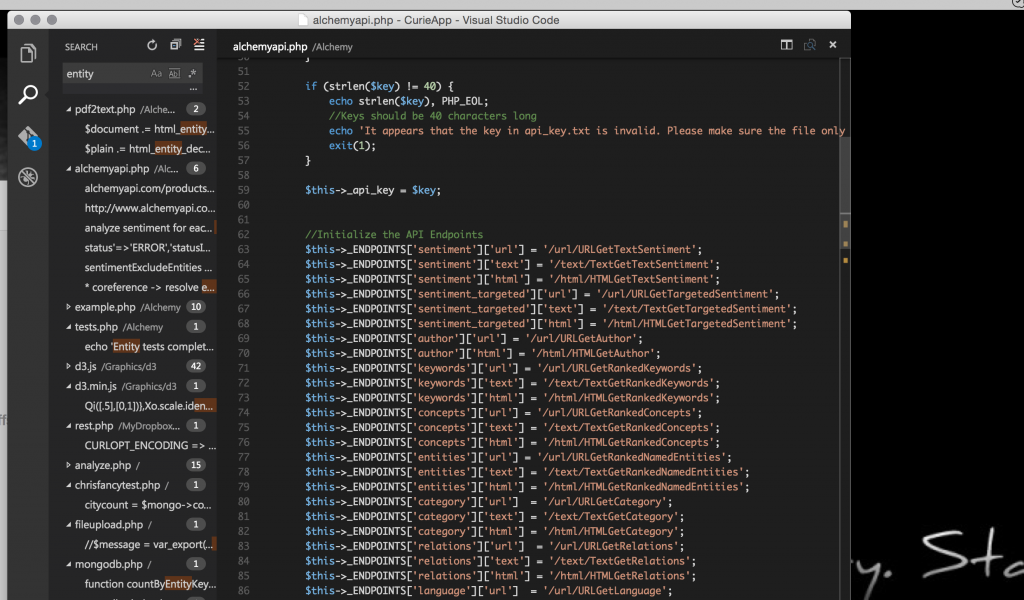 alchemyapi.php - CurieApp - Visual Studio Code
SEARCH
entity
Aa Ab| .*
...
pdf2text.php /Alche... 2
$document .= html_entity...
$plain .= html_entity_dec...
alchemyapi.php /Alc... 6
alchemyapi.com/products...
http://www.alchemyapi.co...
analyze sentiment for eac...
status'=>'ERROR','statusI...
sentimentExcludeEntities ...
* coreference -> resolve e...
example.php /Alchemy 10
tests.php /Alchemy 1
echo 'Entity tests complet...
d3.js /Graphics/d3 42
d3.min.js /Graphics/d3 1
Qi([.5],[0,1])},Xo.scale.iden...
rest.php /MyDropbox... 1
CURLOPT_ENCODING => ...
analyze.php / 15
chrisfancytest.php / 1
citycount = $mongo->co...
fileupload.php / 1
//$message = var_export(...
mongodb.php / 1
function countByEntityKey...
1
alchemyapi.php /Alchemy
50 }
51
52 if (strlen($key) != 40) {
53 echo strlen($key), PHP_EOL;
54 //Keys should be 40 characters long
55 echo 'It appears that the key in api_key.txt is invalid. Please make sure the file only
56 exit(1);
57 }
58
59 $this->_api_key = $key;
60
61
62 //Initialize the API Endpoints
63 $this->_ENDPOINTS['sentiment']['url'] = '/url/URLGetTextSentiment';
64 $this->_ENDPOINTS['sentiment']['text'] = '/text/TextGetTextSentiment';
65 $this->_ENDPOINTS['sentiment']['html'] = '/html/HTMLGetTextSentiment';
66 $this->_ENDPOINTS['sentiment_targeted']['url'] = '/url/URLGetTargetedSentiment';
67 $this->_ENDPOINTS['sentiment_targeted']['text'] = '/text/TextGetTargetedSentiment';
68 $this->_ENDPOINTS['sentiment_targeted']['html'] = '/html/HTMLGetTargetedSentiment';
69 $this->_ENDPOINTS['author']['url'] = '/url/URLGetAuthor';
70 $this->_ENDPOINTS['author']['html'] = '/html/HTMLGetAuthor';
71 $this->_ENDPOINTS['keywords']['url'] = '/url/URLGetRankedKeywords';
72 $this->_ENDPOINTS['keywords']['text'] = '/text/TextGetRankedKeywords';
73 $this->_ENDPOINTS['keywords']['html'] = '/html/HTMLGetRankedKeywords';
74 $this->_ENDPOINTS['concepts']['url'] = '/url/URLGetRankedConcepts';
75 $this->_ENDPOINTS['concepts']['text'] = '/text/TextGetRankedConcepts';
76 $this->_ENDPOINTS['concepts']['html'] = '/html/HTMLGetRankedConcepts';
77 $this->_ENDPOINTS['entities']['url'] = '/url/URLGetRankedNamedEntities';
78 $this->_ENDPOINTS['entities']['text'] = '/text/TextGetRankedNamedEntities';
79 $this->_ENDPOINTS['entities']['html'] = '/html/HTMLGetRankedNamedEntities';
80 $this->_ENDPOINTS['category']['url'] = '/url/URLGetCategory';
81 $this->_ENDPOINTS['category']['text'] = '/text/TextGetCategory';
82 $this->_ENDPOINTS['category']['html'] = '/html/HTMLGetCategory';
83 $this->_ENDPOINTS['relations']['url'] = '/url/URLGetRelations';
84 $this->_ENDPOINTS['relations']['text'] = '/text/TextGetRelations';
85 $this->_ENDPOINTS['relations']['html'] = '/html/HTMLGetRelations';
86 $this->_ENDPOINTS['language']['url'] = '/url/URLGetLanguage';
y. Sta